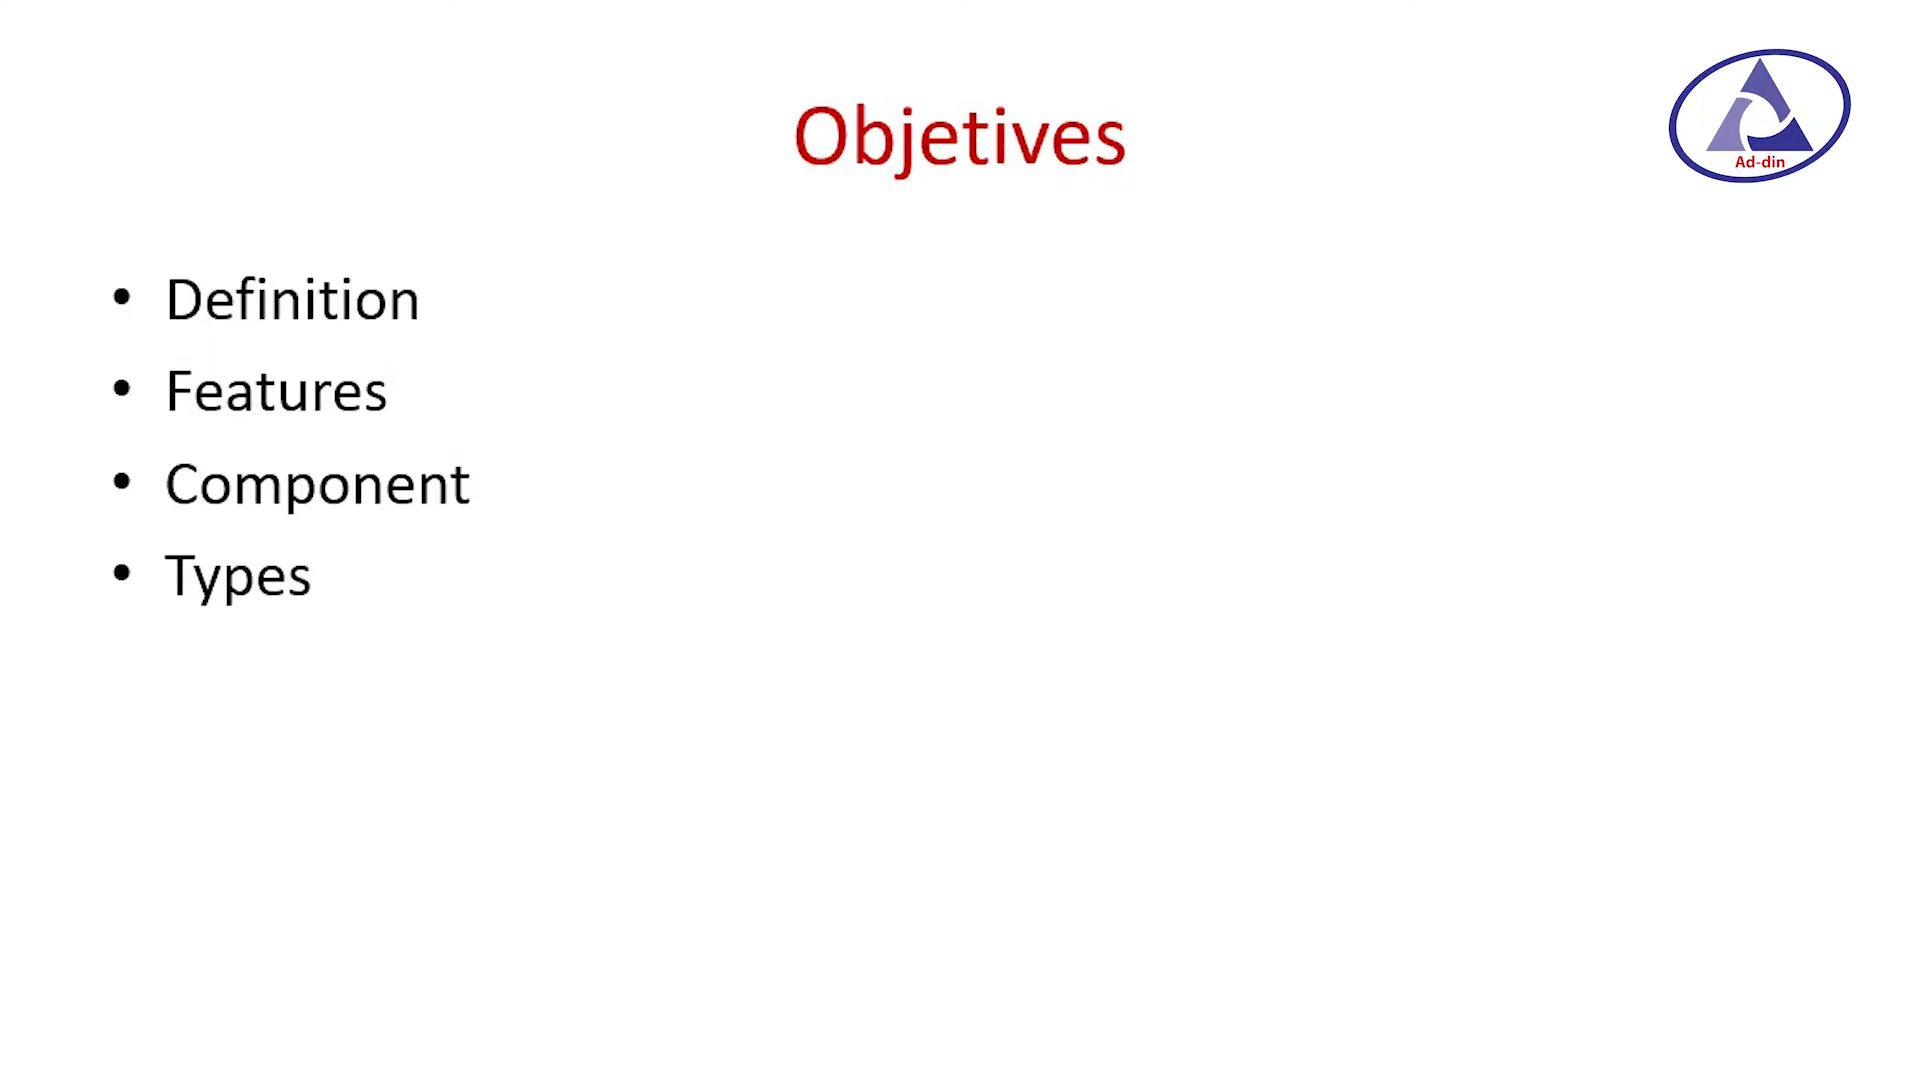 Objetives
Ad-din
• Definition
• Features
• Component
• Types